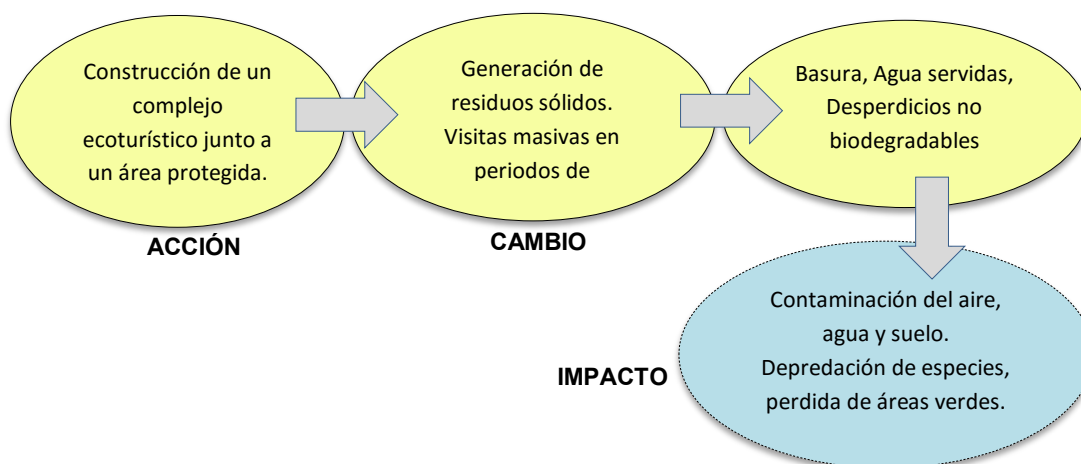 Construcción de un
complejo
ecoturístico junto a
un área protegida.
ACCIÓN
Generación de
residuos sólidos.
Visitas masivas en
periodos de
CAMBIO
Basura, Agua servidas,
Desperdicios no
biodegradables
Contaminación del aire,
agua y suelo.
Depredación de especies,
perdida de áreas verdes.
IMPACTO